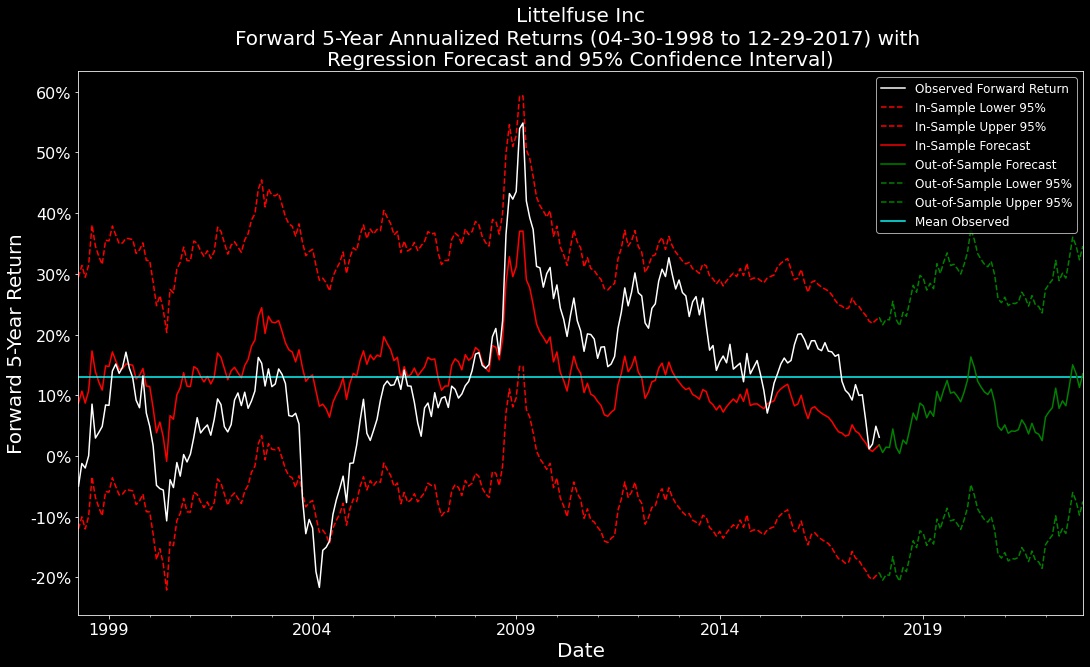 Littelfuse Inc
Forward 5-Year Annualized Returns (04-30-1998 to 12-29-2017) with
Regression Forecast and 95% Confidence Interval)
Forward 5-Year Return
60%
50%
40%
30%
20%
10%
0%
-10%
-20%
Observed Forward Return
In-Sample Lower 95%
In-Sample Upper 95%
In-Sample Forecast
Out-of-Sample Forecast
Out-of-Sample Lower 95%
Out-of-Sample Upper 95%
Mean Observed
1999 2004 2009 2014 2019
Date